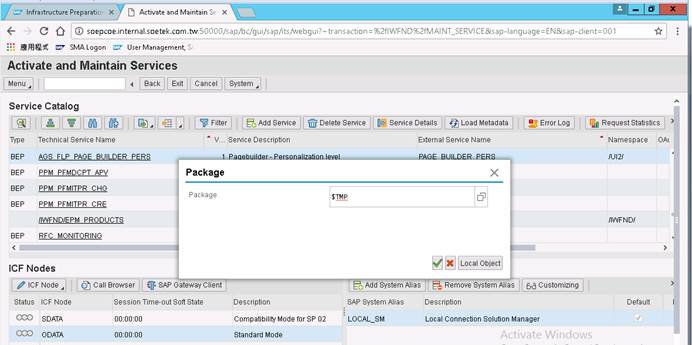 Infrastructure Preparation
Activate and Maintain S
soepcoe.internal.soetek.com.tw:50000/sap/bc/gui/sap/its/webgui?~transaction=%2fIWFND%2fMAINT_SERVICE&sap-language=EN&sap-client=001
應用程式 SMA Logon User Management, S
Activate and Maintain Services
Menu Back Exit Cancel System
Service Catalog
Filter Add Service Delete Service Service Details Load Metadata Error Log Request Statistics
Type Technical Service Name V... Service Description External Service Name Namespace OAu
BEP AGS_FLP_PAGE_BUILDER_PERS 1 Pagebuilder - Personalization level PAGE_BUILDER_PERS /UI2/
BEP PPM_PFMDCPT_APV
BEP PPM_PFMITPR_CHG
BEP PPM_PFMITPR_CRE
/IWFND/EPM_PRODUCTS /IWFND/
BEP RFC_MONITORING
Package
Package $TMP
Local Object
ICF Nodes
ICF Node Call Browser SAP Gateway Client Add System Alias Remove System Alias Customizing
Status ICF Node Session Time-out Soft State Description SAP System Alias Description Default
SDATA 00:00:00 Compatibility Mode for SP 02 LOCAL_SM Local Connection Solution Manager
ODATA 00:00:00 Standard Mode
Activate Windows